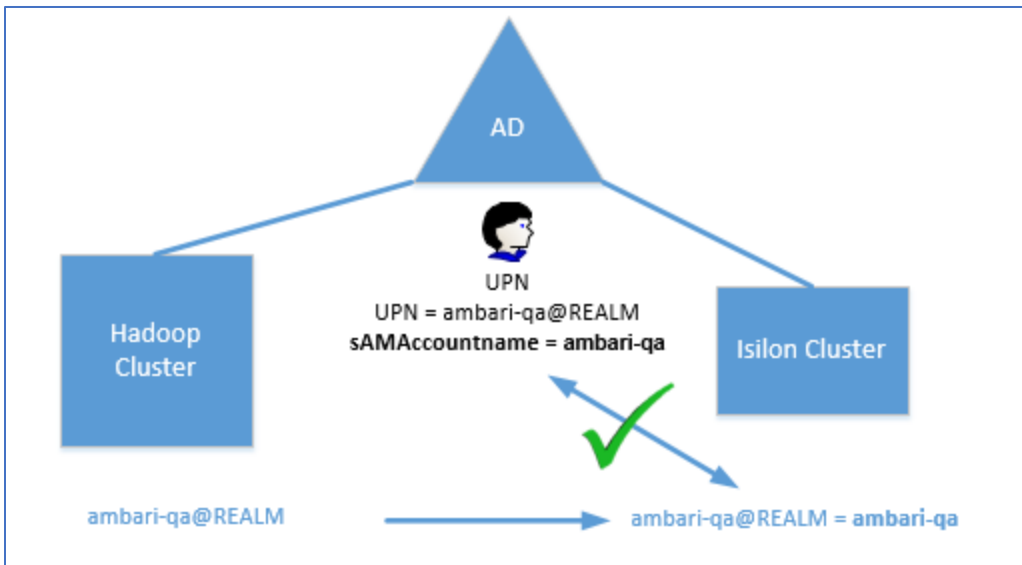 AD
UPN
UPN = ambari-qa@REALM
sAMAccountname = ambari-qa
Hadoop
Cluster
Isilon Cluster
ambari-qa@REALM
ambari-qa@REALM = ambari-qa